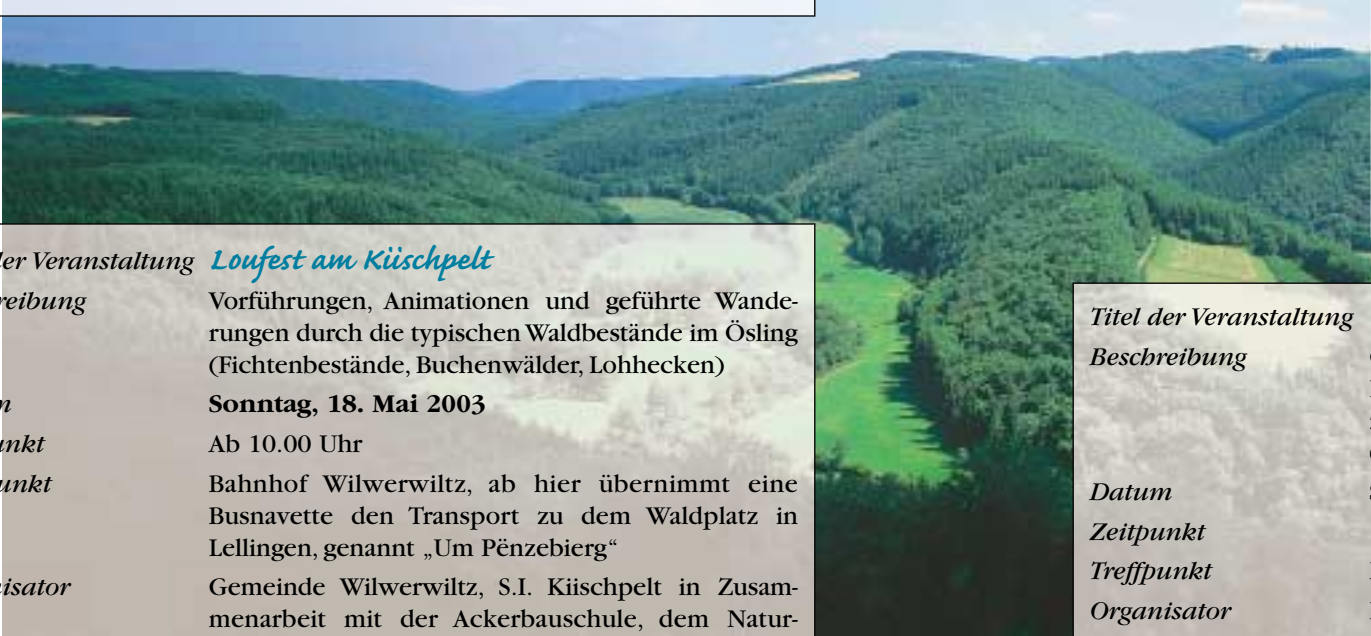 der Veranstaltung Loufest am Kiischpelt
reibung Vorführungen, Animationen und geführte Wande-
rungen durch die typischen Waldbestände im Ösling
(Fichtenbestände, Buchenwälder, Lohhecken)
n Sonntag, 18. Mai 2003
unkt Ab 10.00 Uhr
unkt Bahnhof Wilwerwiltz, ab hier übernimmt eine
Busnavette den Transport zu dem Waldplatz in
Lellingen, genannt „Um Pënzebierg“
isator Gemeinde Wilwerwiltz, S.I. Kiischpelt in Zusam-
menarbeit mit der Ackerbauschule, dem Natur-
Titel der Veranstaltung
Beschreibung
Datum
Zeitpunkt
Treffpunkt
Organisator